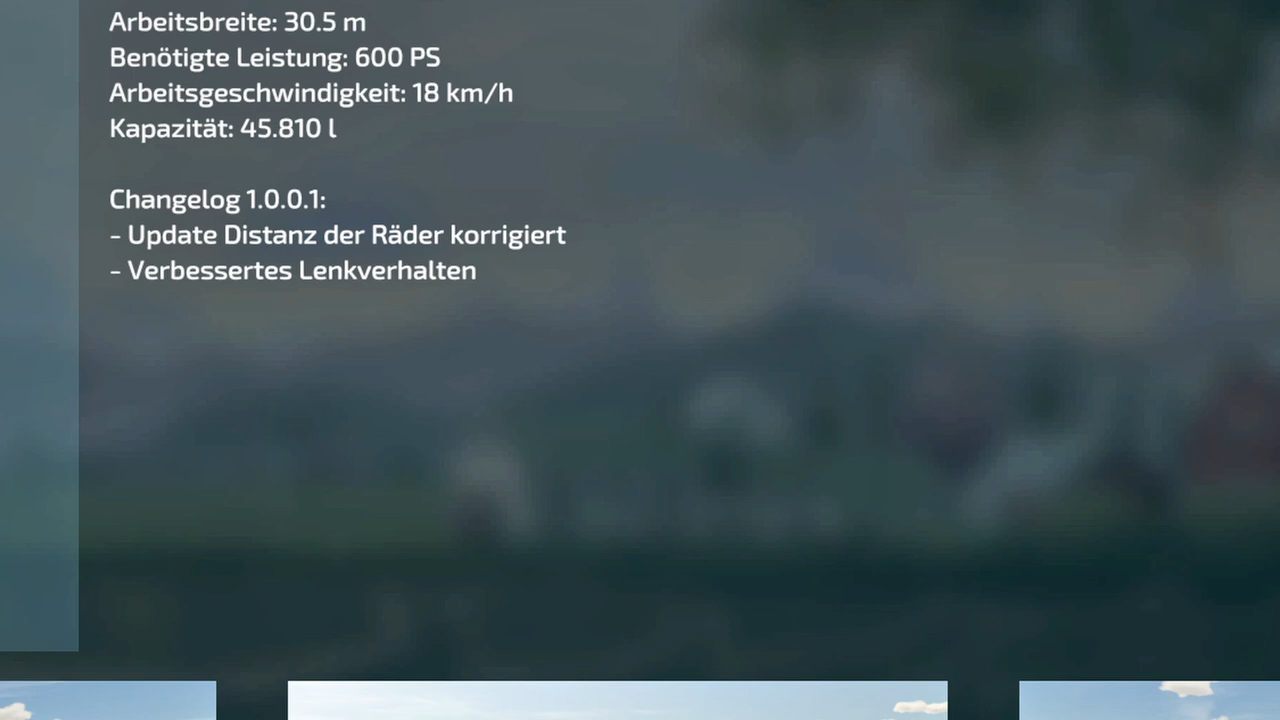 Arbeitsbreite: 30.5 m
Benötigte Leistung: 600 PS
Arbeitsgeschwindigkeit: 18 km/h
Kapazität: 45.810 l
Changelog 1.0.0.1:
- Update Distanz der Räder korrigiert
- Verbessertes Lenkverhalten